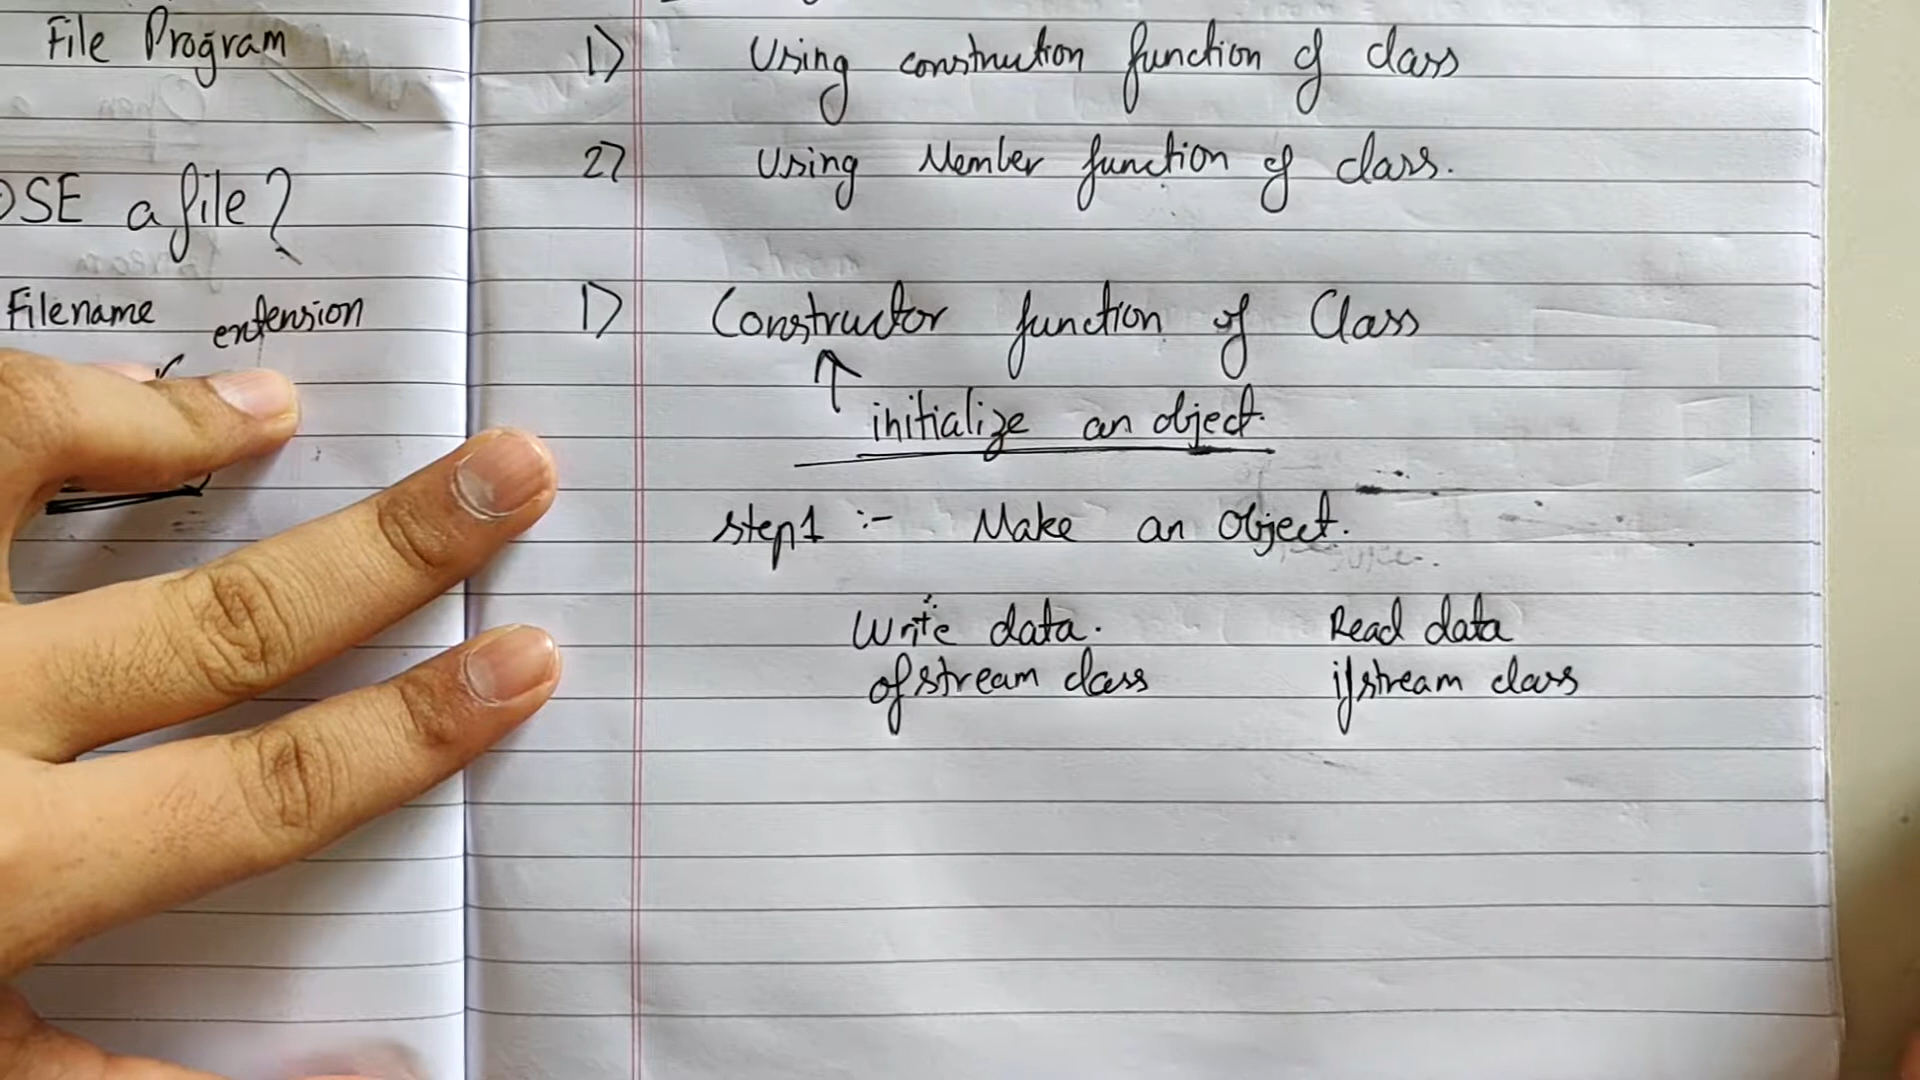 File Program
OSE a file?
Filename extension
1) Using construction function of class
2) Using Member function of class.
1) Constructor function of Class
initialize an object.
step1 :- Make an object.
Write data. Read data
ofstream class ifstream class